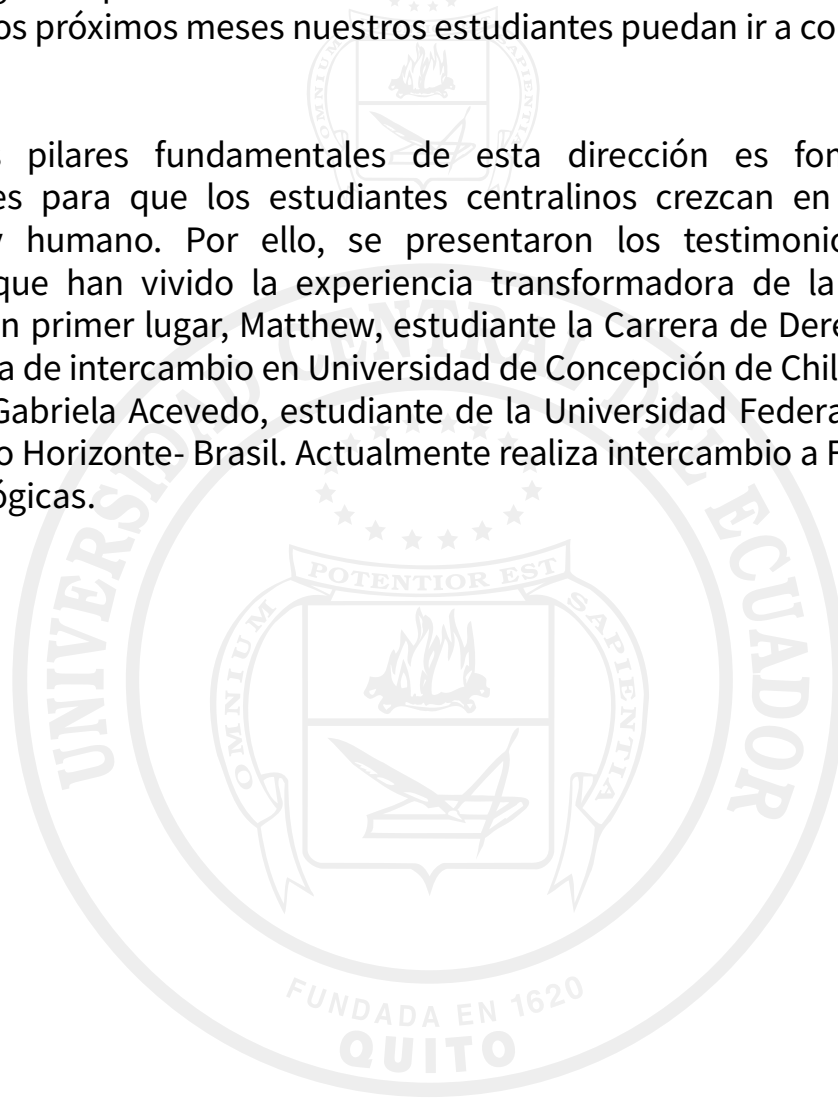 os próximos meses nuestros estudiantes puedan ir a co
pilares fundamentales de esta dirección es fon
es para que los estudiantes centralinos crezcan en
y humano. Por ello, se presentaron los testimonio
que han vivido la experiencia transformadora de la
n primer lugar, Matthew, estudiante la Carrera de Dere
a de intercambio en Universidad de Concepción de Chil
Gabriela Acevedo, estudiante de la Universidad Federa
o Horizonte- Brasil. Actualmente realiza intercambio a F
ógicas.
OMNIUM SAPIENTIA
UNIVERSIDAD CENTRAL DEL ECUADOR
POTENTIOR EST
OMNIUM SAPIENTIA
FUNDADA EN 1620
QUITO